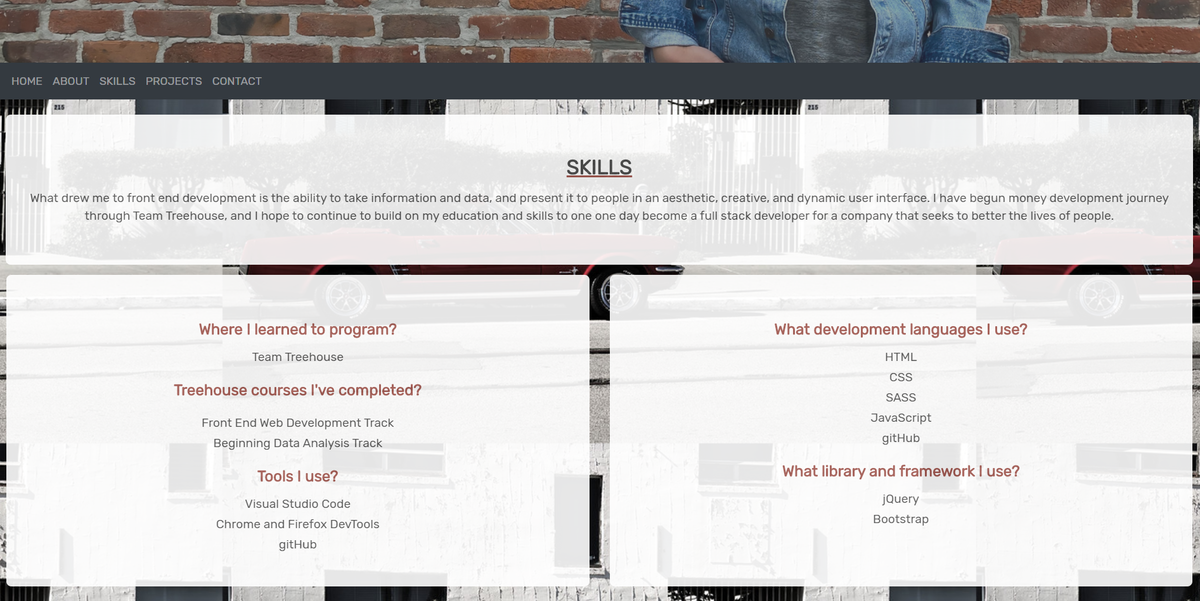 HOME ABOUT SKILLS PROJECTS CONTACT
215
215
SKILLS
What drew me to front end development is the ability to take information and data, and present it to people in an aesthetic, creative, and dynamic user interface. I have begun money development journey
through Team Treehouse, and I hope to continue to build on my education and skills to one one day become a full stack developer for a company that seeks to better the lives of people.
Where I learned to program?
Team Treehouse
Treehouse courses I've completed?
Front End Web Development Track
Beginning Data Analysis Track
Tools I use?
Visual Studio Code
Chrome and Firefox DevTools
gitHub
What development languages I use?
HTML
CSS
SASS
JavaScript
gitHub
What library and framework I use?
jQuery
Bootstrap